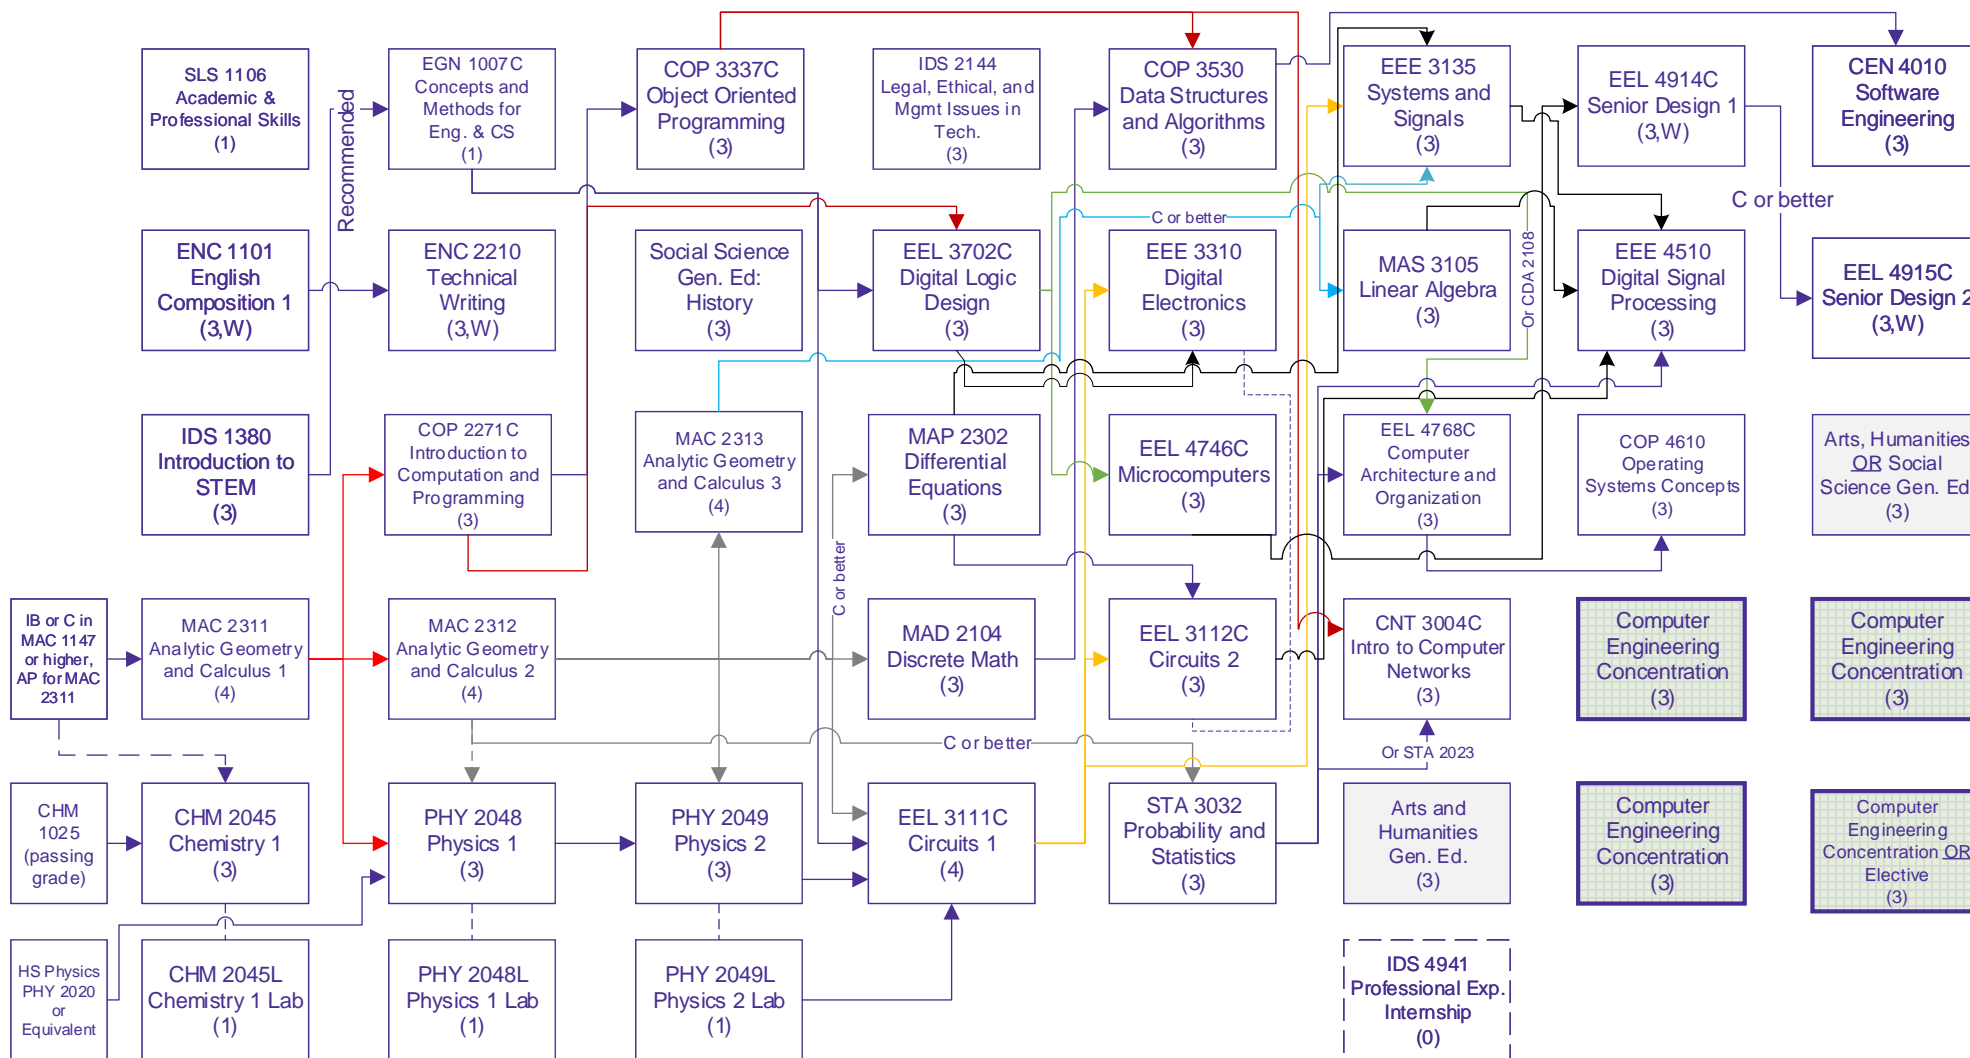 SLS 1106
Academic &
Professional Skills
(1)
EGN 1007C
Concepts and
Methods for
Eng. & CS
(1)
COP 3337C
Object Oriented
Programming
(3)
IDS 2144
Legal, Ethical, and
Mgmt Issues in
Tech.
(3)
COP 3530
Data Structures
and Algorithms
(3)
EEE 3135
Systems and
Signals
(3)
EEL 4914C
Senior Design 1
(3,W)
CEN 4010
Software
Engineering
(3)
Recommended
C or better
ENC 1101
English
Composition 1
(3,W)
ENC 2210
Technical
Writing
(3,W)
Social Science
Gen. Ed:
History
(3)
EEL 3702C
Digital Logic
Design
(3)
EEE 3310
Digital
Electronics
(3)
C or better
MAS 3105
Linear Algebra
(3)
Or CDA 2108
EEE 4510
Digital Signal
Processing
(3)
EEL 4915C
Senior Design 2
(3,W)
IDS 1380
Introduction to
STEM
(3)
COP 2271C
Introduction to
Computation and
Programming
(3)
MAC 2313
Analytic Geometry
and Calculus 3
(4)
MAP 2302
Differential
Equations
(3)
EEL 4746C
Microcomputers
(3)
EEL 4768C
Computer
Architecture and
Organization
(3)
COP 4610
Operating
Systems Concepts
(3)
Arts, Humanities
OR Social
Science Gen. Ed
(3)
C or better
IB or C in
MAC 1147
or higher,
AP for MAC
2311
MAC 2311
Analytic Geometry
and Calculus 1
(4)
MAC 2312
Analytic Geometry
and Calculus 2
(4)
MAD 2104
Discrete Math
(3)
EEL 3112C
Circuits 2
(3)
CNT 3004C
Intro to Computer
Networks
(3)
Computer
Engineering
Concentration
(3)
Computer
Engineering
Concentration
(3)
C or better
Or STA 2023
CHM
1025
(passing
grade)
CHM 2045
Chemistry 1
(3)
PHY 2048
Physics 1
(3)
PHY 2049
Physics 2
(3)
EEL 3111C
Circuits 1
(4)
STA 3032
Probability and
Statistics
(3)
Arts and
Humanities
Gen. Ed.
(3)
Computer
Engineering
Concentration
(3)
Computer
Engineering
Concentration OR
Elective
(3)
HS Physics
PHY 2020
or
Equivalent
CHM 2045L
Chemistry 1 Lab
(1)
PHY 2048L
Physics 1 Lab
(1)
PHY 2049L
Physics 2 Lab
(1)
IDS 4941
Professional Exp.
Internship
(0)